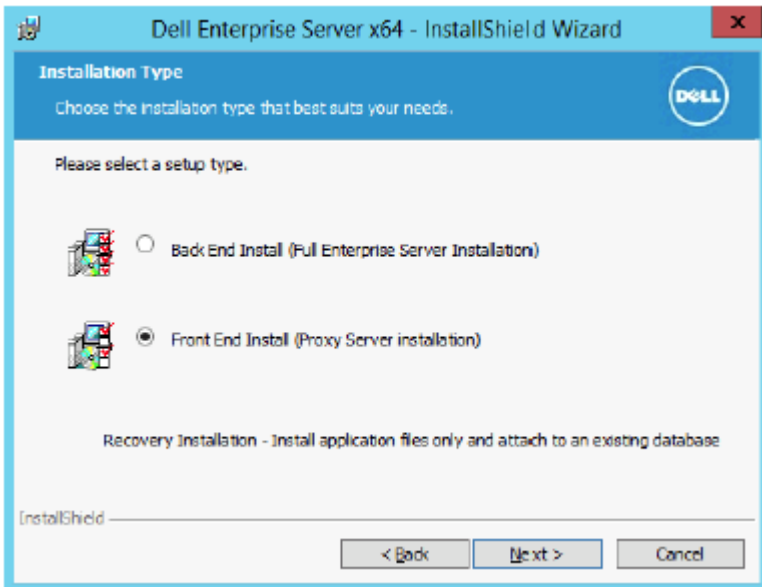 Dell Enterprise Server x64 - InstallShield Wizard
x
Installation Type
Choose the installation type that best suits your needs.
DELL
Please select a setup type.
Back End Install (Full Enterprise Server Installation)
Front End Install (Proxy Server installation)
Recovery Installation - Install application files only and attach to an existing database
InstallShield
< Back
Next >
Cancel